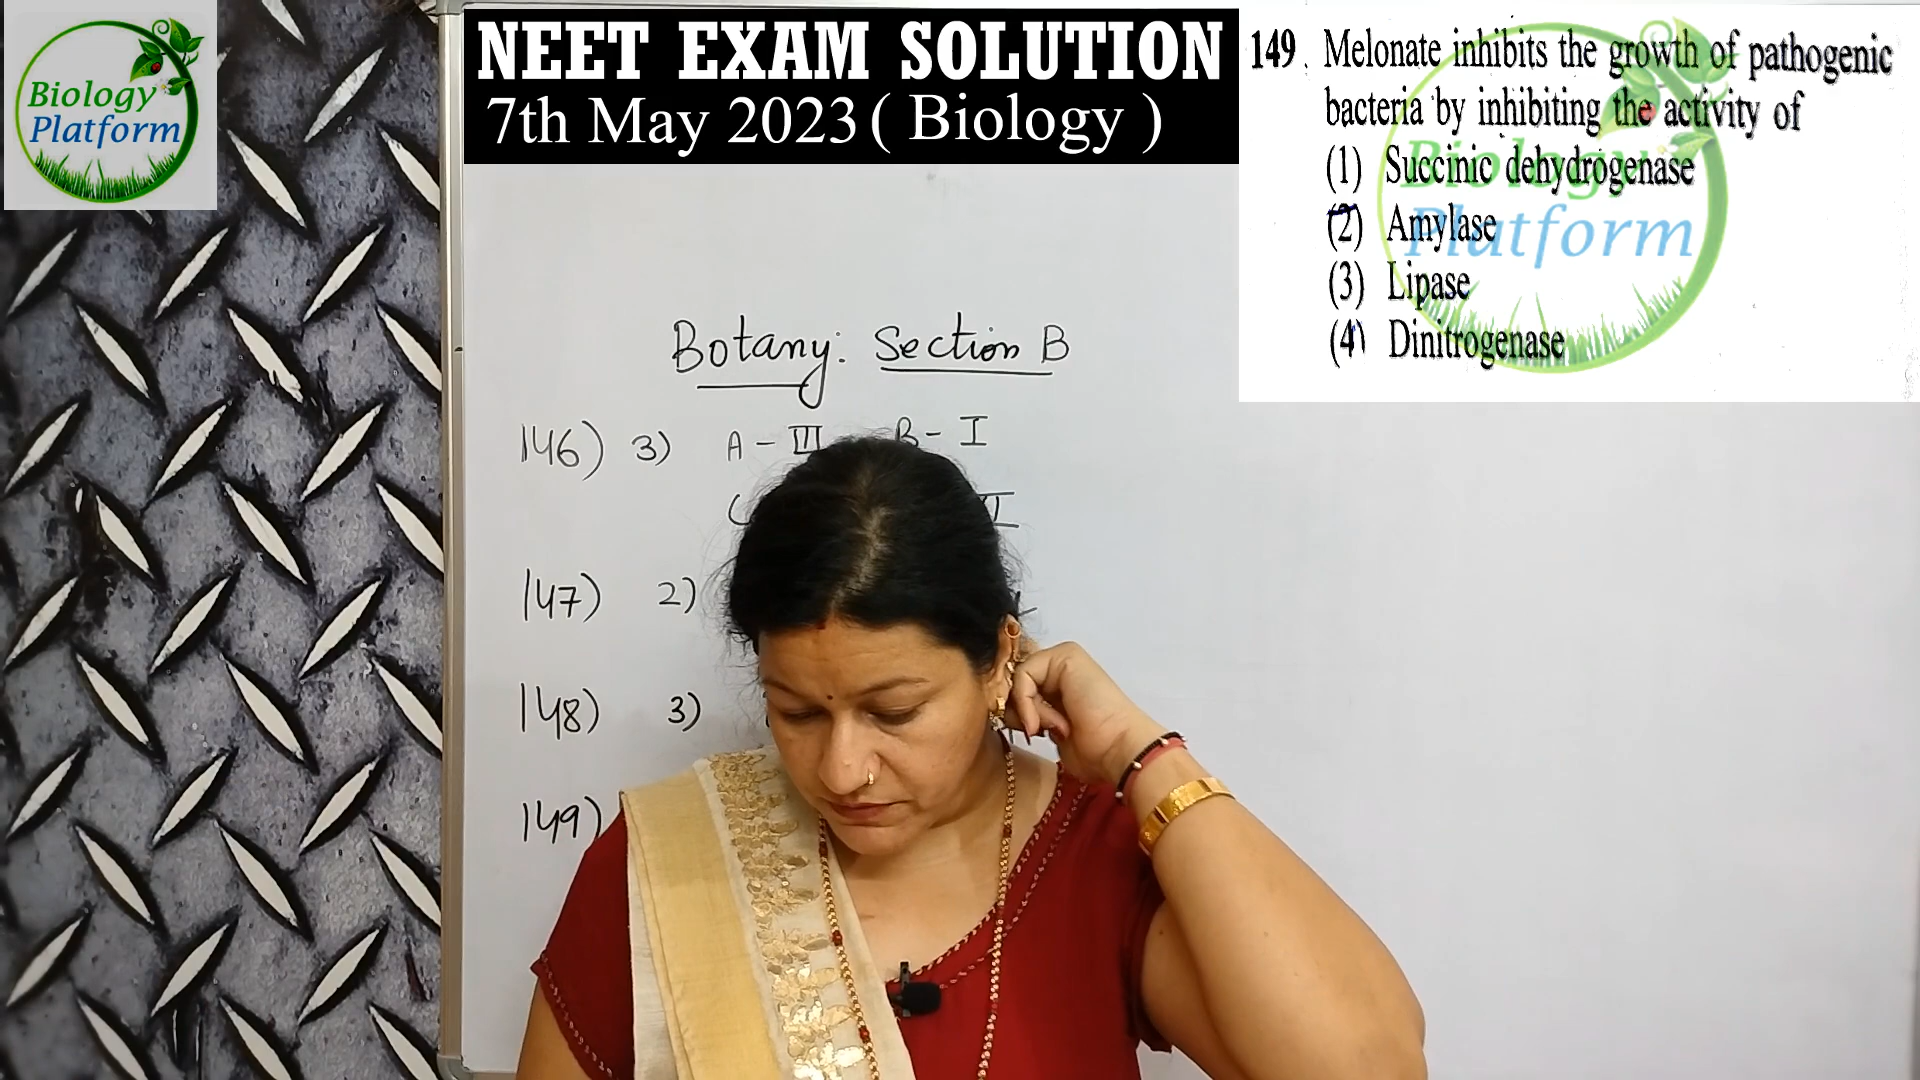 Biology
Platform
NEET EXAM SOLUTION
7th May 2023 ( Biology )
149. Melonate inhibits the growth of pathogenic
bacteria by inhibiting the activity of
(1) Succinic dehydrogenase
(2) Amylase
(3) Lipase
(4) Dinitrogenase
Biology
Platform
Botany: Section B
146) 3) A - III B - I
147) 2)
148) 3)
149)